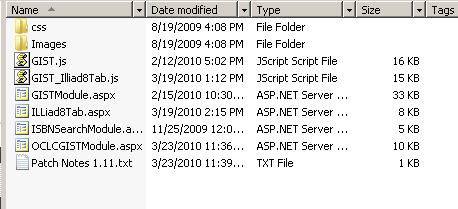 Name Date modified Type Size Tags
css 8/19/2009 4:08 PM File Folder
Images 8/19/2009 4:08 PM File Folder
GIST.js 2/12/2010 5:02 PM JScript Script File 16 KB
GIST_Illiad8Tab.js 3/19/2010 1:12 PM JScript Script File 15 KB
GISTModule.aspx 2/15/2010 10:30... ASP.NET Server ... 33 KB
ILLiad8Tab.aspx 3/19/2010 2:15 PM ASP.NET Server ... 8 KB
ISBNSearchModule.a... 11/25/2009 12:0... ASP.NET Server ... 5 KB
OCLCGISTModule.aspx 3/23/2010 11:36... ASP.NET Server ... 10 KB
Patch Notes 1.11.txt 3/23/2010 11:39... TXT File 1 KB